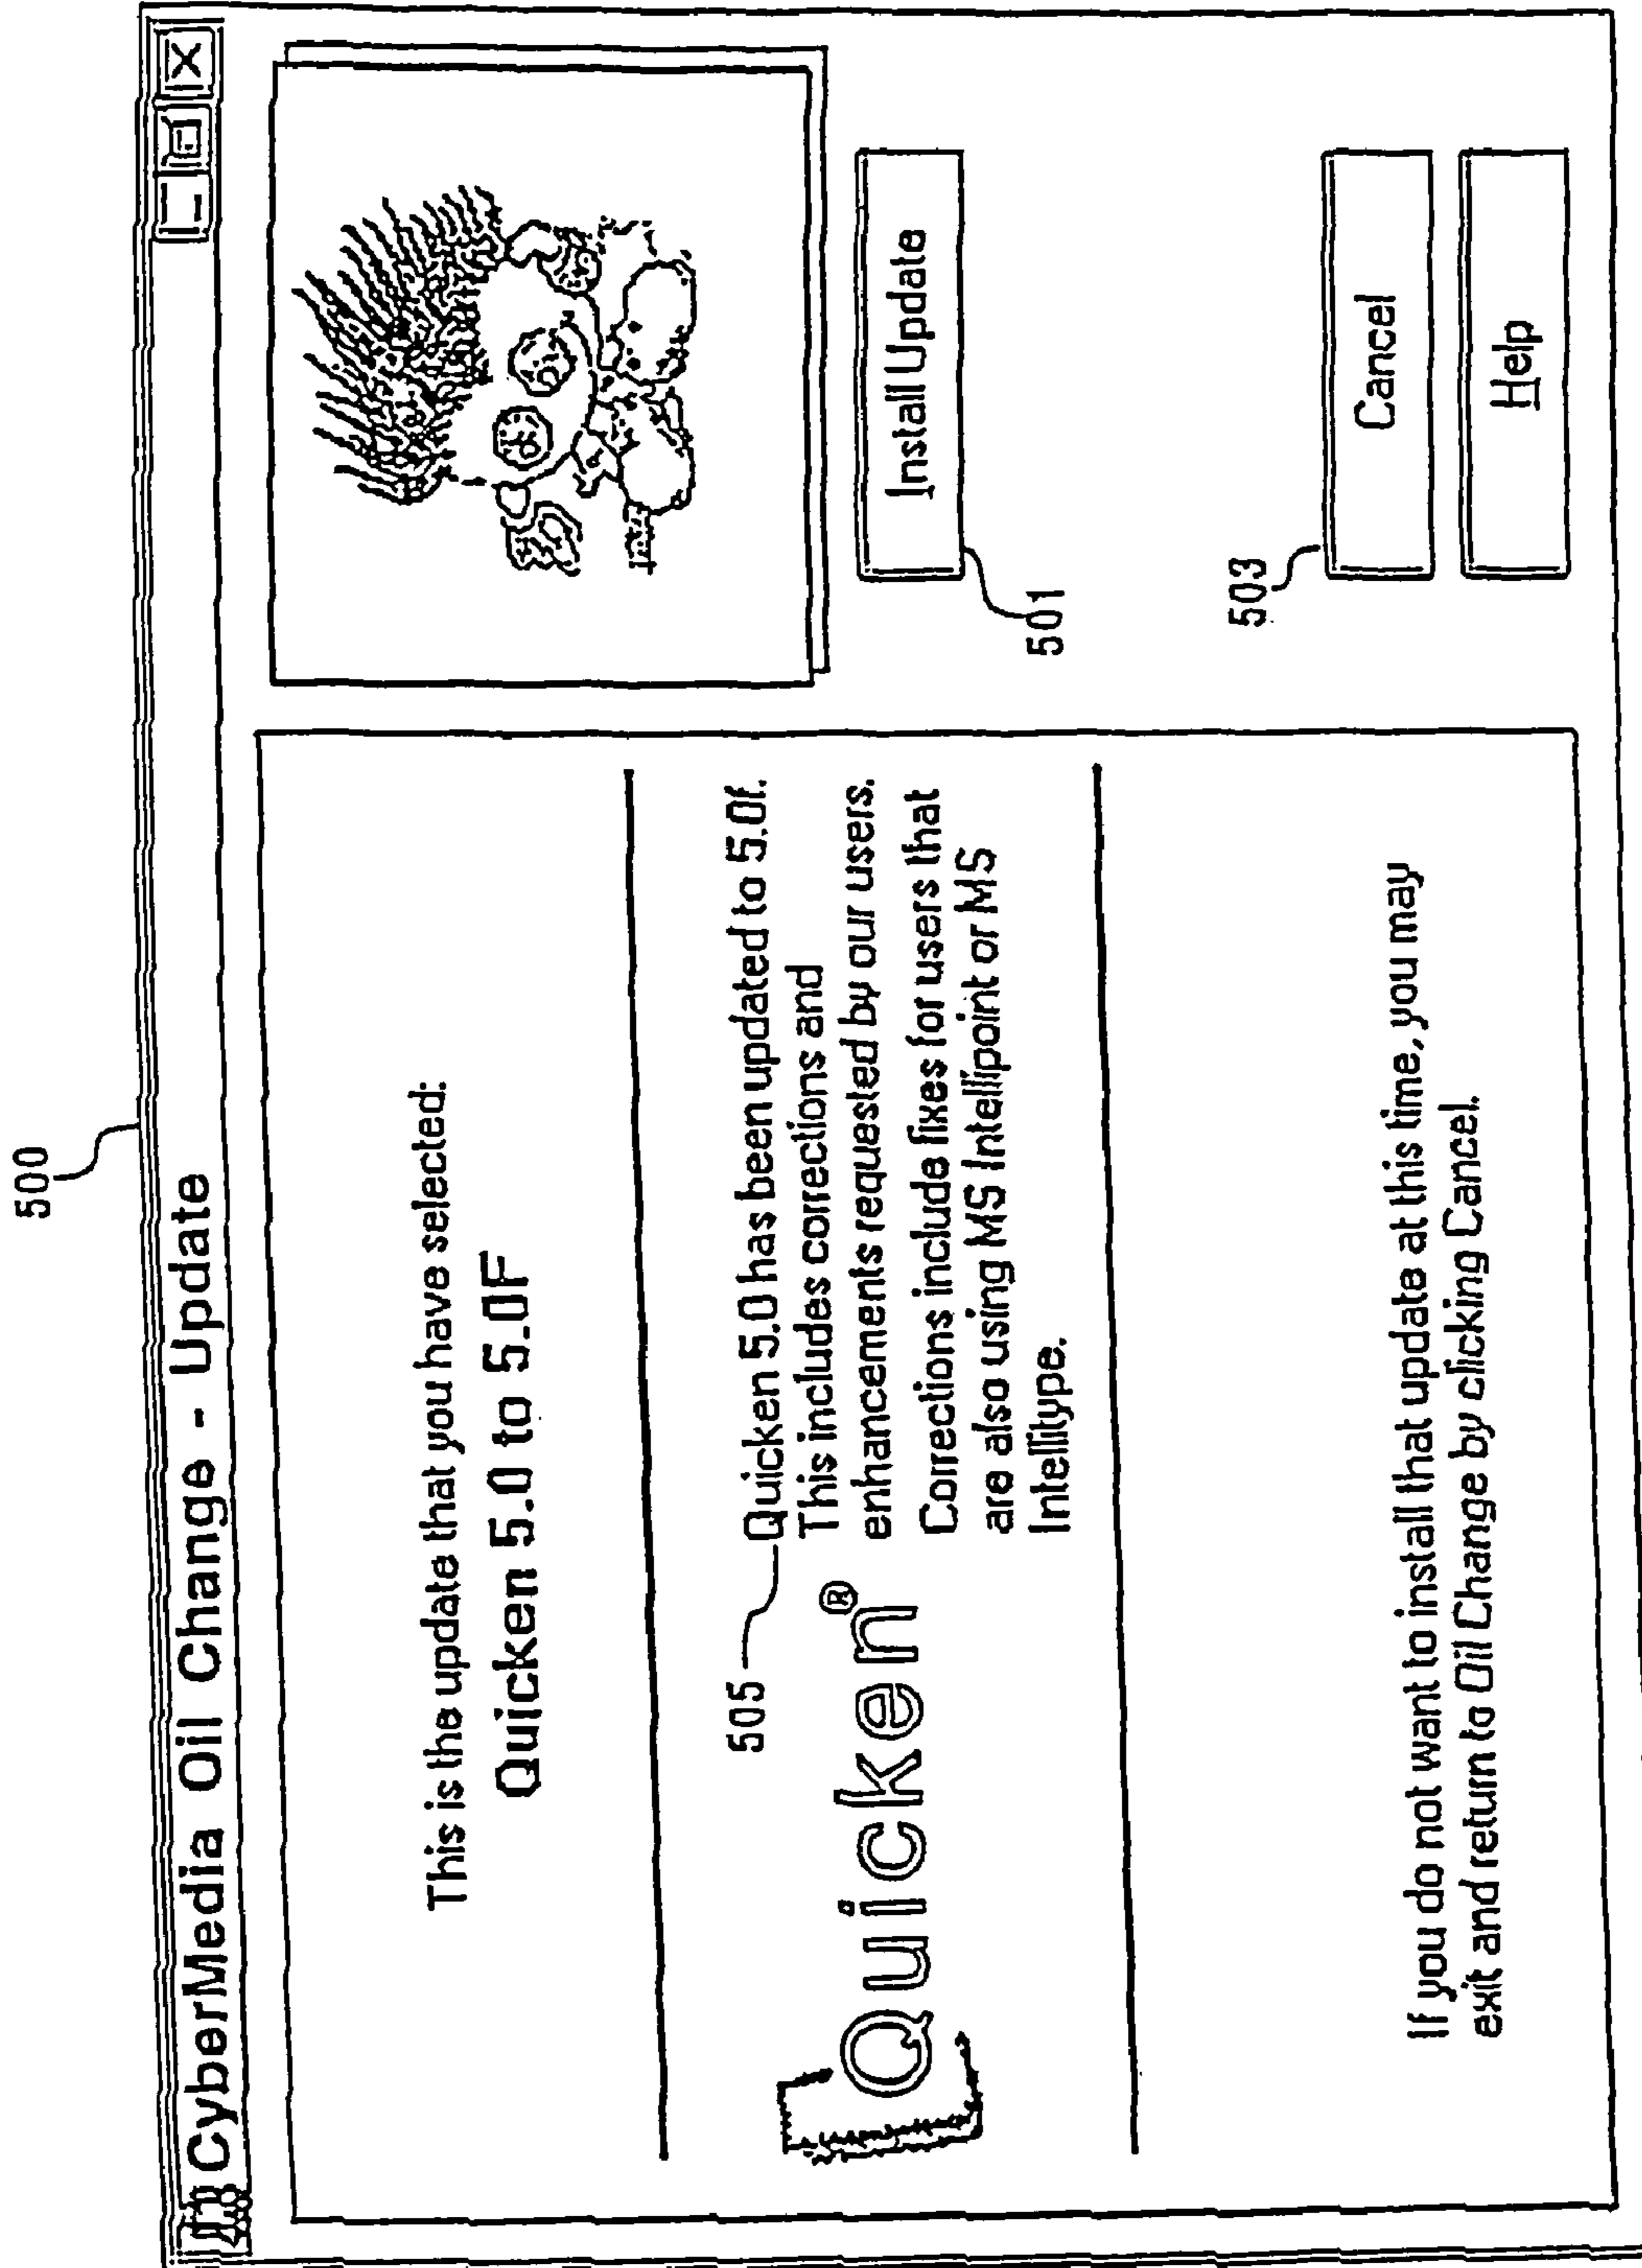 500
CyberMedia Oil Change - Update
This is the update that you have selected:
Quicken 5.0 to 5.0F
505
Quicken®
Quicken 5.0 has been updated to 5.0f.
This includes corrections and
enhancements requested by our users.
Corrections include fixes for users that
are also using MS Intellipoint or MS
Intellitype.
If you do not want to install that update at this time, you may
exit and return to Oil Change by clicking Cancel.
Install Update
501
503
Cancel
Help